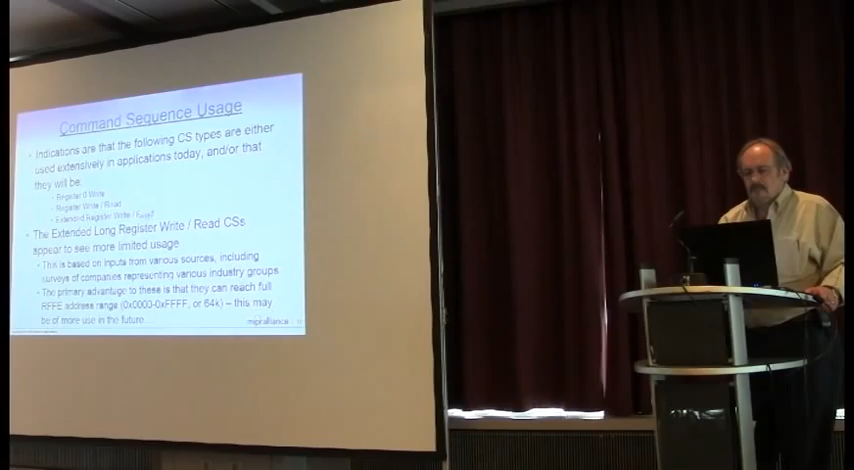 Command Sequence Usage
• Indications are that the following CS types are either
used extensively in applications today, and/or that
they will be:
• Register 0 Write
• Register Write / Read
• Extended Register Write /
• The Extended Long Register Write / Read CSs
appear to see more limited usage
• This is based on inputs from various sources, including
surveys of companies representing various industry groups
• The primary advantage to these is that they can reach full
RFFE address range (0x0000-0xFFFF, or 64k) – this may
be of more use in the future
mipi alliance